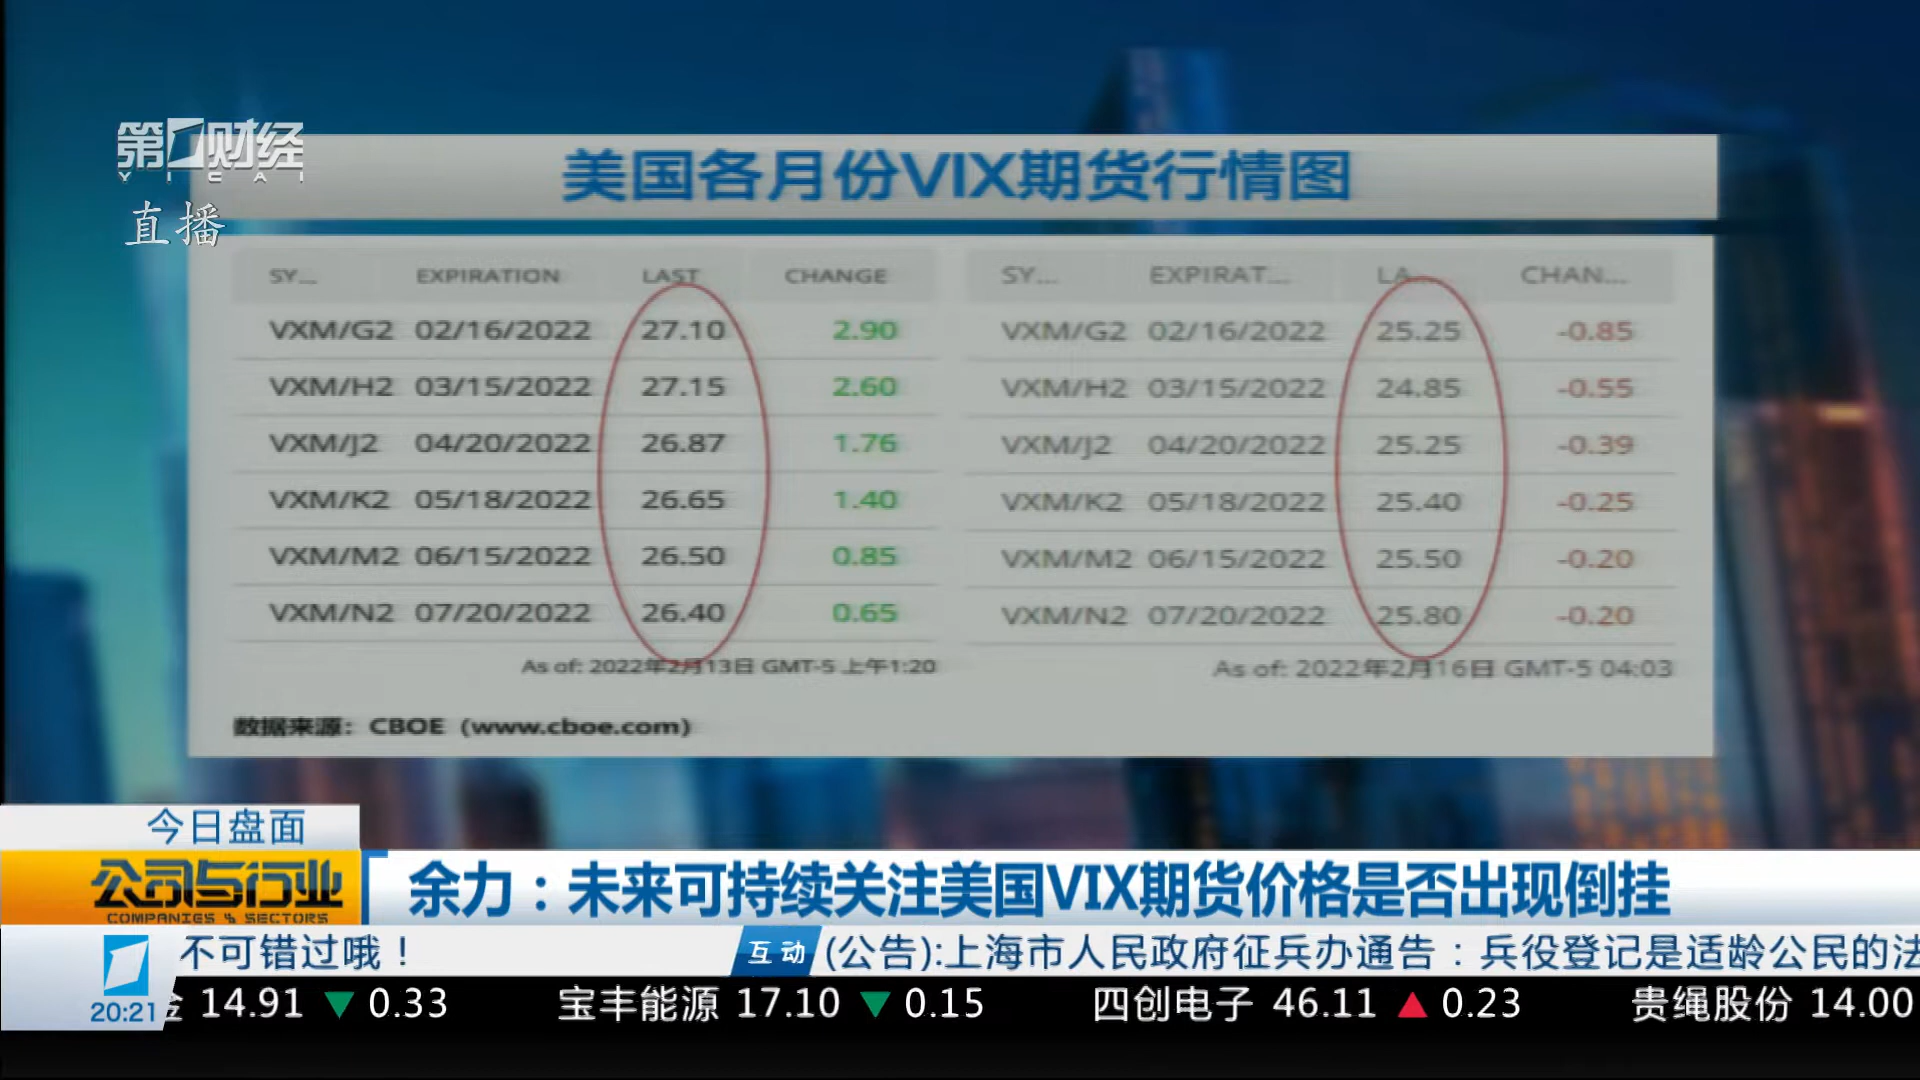 第1财经
YICAI
直播
美国各月份VIX期货行情图
SY... EXPIRATION LAST CHANGE
VXM/G2 02/16/2022 27.10 2.90
VXM/H2 03/15/2022 27.15 2.60
VXM/J2 04/20/2022 26.87 1.76
VXM/K2 05/18/2022 26.65 1.40
VXM/M2 06/15/2022 26.50 0.85
VXM/N2 07/20/2022 26.40 0.65
As of: 2022年2月13日 GMT-5 上午1:20
SY... EXPIRAT... LA... CHAN...
VXM/G2 02/16/2022 25.25 -0.85
VXM/H2 03/15/2022 24.85 -0.55
VXM/J2 04/20/2022 25.25 -0.39
VXM/K2 05/18/2022 25.40 -0.25
VXM/M2 06/15/2022 25.50 -0.20
VXM/N2 07/20/2022 25.80 -0.20
As of: 2022年2月16日 GMT-5 04:03
数据来源：CBOE（www.cboe.com）
今日盘面
公司与行业
COMPANIES & SECTORS
余力：未来可持续关注美国VIX期货价格是否出现倒挂
不可错过哦！ 互动 (公告):上海市人民政府征兵办通告：兵役登记是适龄公民的法
20:21
金 14.91 ▼ 0.33 宝丰能源 17.10 ▼ 0.15 四创电子 46.11 ▲ 0.23 贵绳股份 14.00